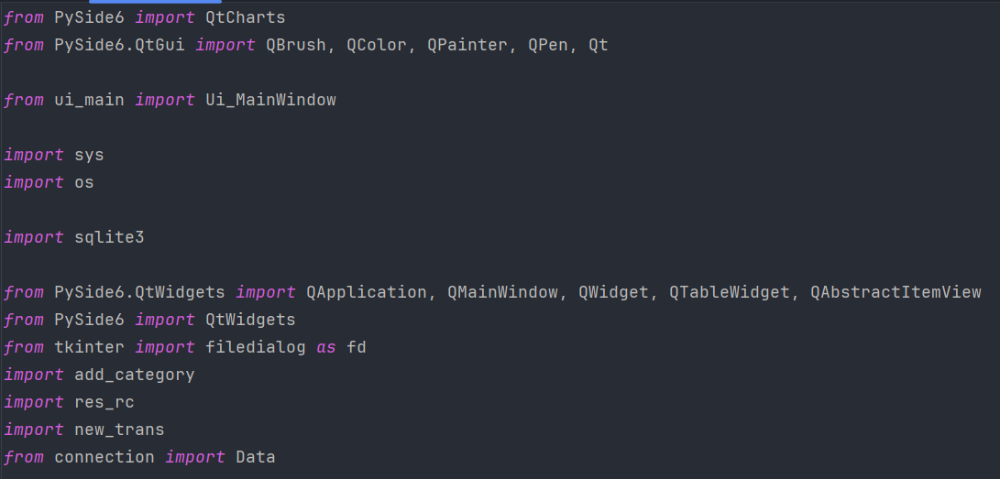 from PySide6 import QtCharts
from PySide6.QtGui import QBrush, QColor, QPainter, QPen, Qt
from ui_main import Ui_MainWindow
import sys
import os
import sqlite3
from PySide6.QtWidgets import QApplication, QMainWindow, QWidget, QTableWidget, QAbstractItemView
from PySide6 import QtWidgets
from tkinter import filedialog as fd
import add_category
import res_rc
import new_trans
from connection import Data